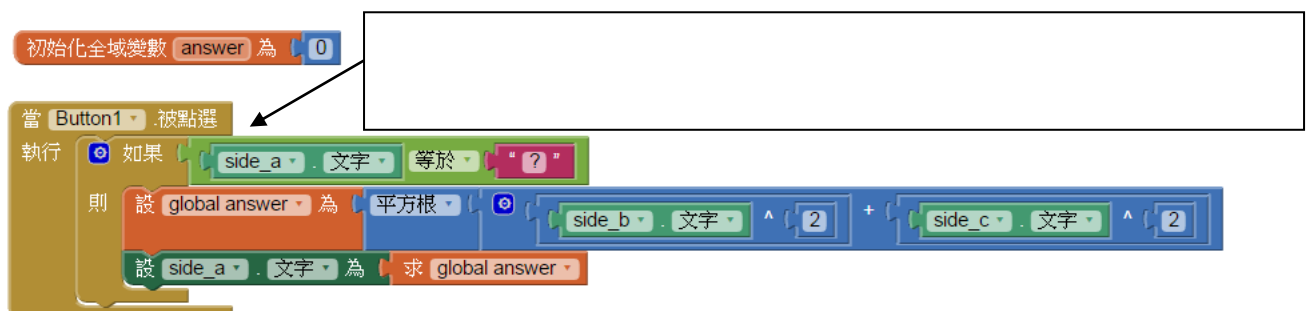 初始化全域變數 answer 為 0
當 Button1 .被點選
執行 如果 side_a . 文字 等於 " ? "
則 設 global answer 為 平方根 side_b . 文字 ^ 2 + side_c . 文字 ^ 2
設 side_a . 文字 為 求 global answer